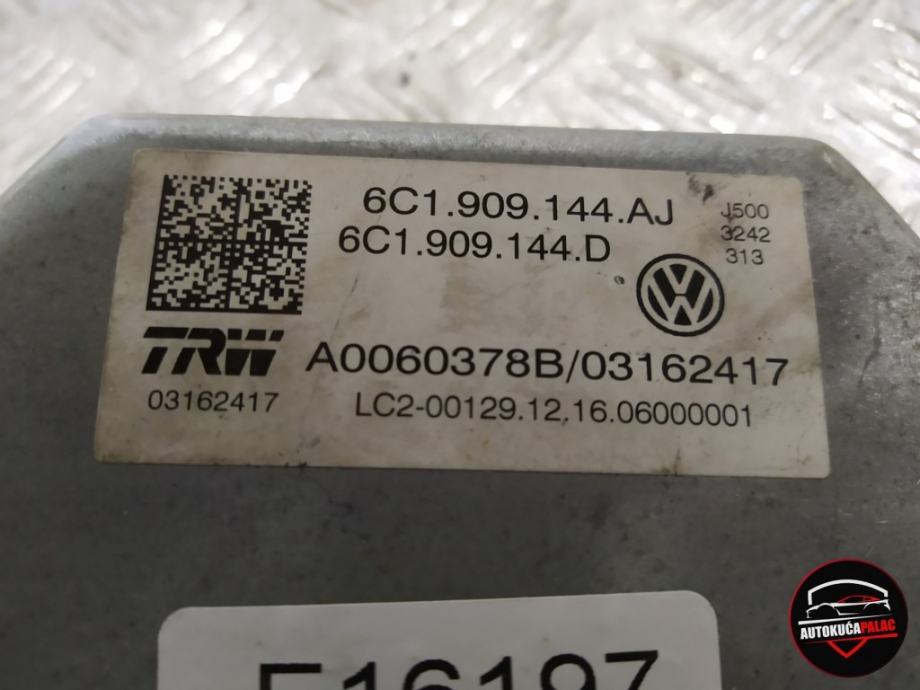 6C1.909.144.AJ J500
6C1.909.144.D 3242
313
TRW A0060378B/03162417
03162417 LC2-00129.12.16.06000001
AUTOKUĆAPALAC